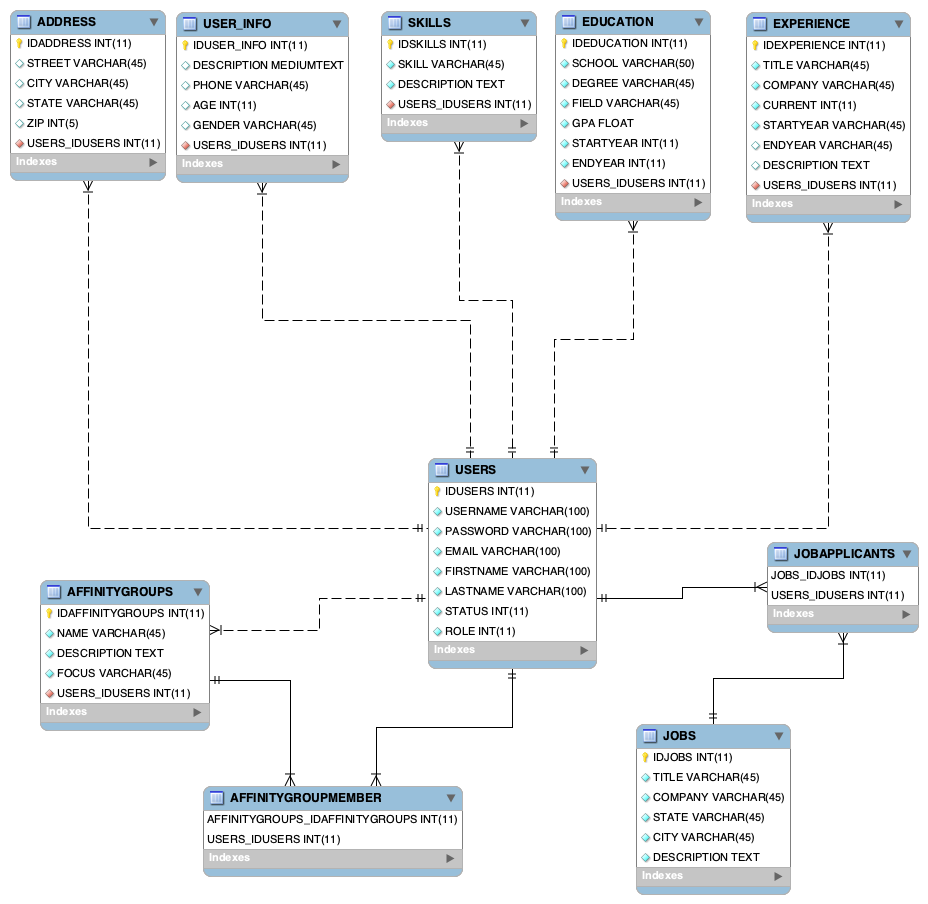 ADDRESS
IDADDRESS INT(11)
STREET VARCHAR(45)
CITY VARCHAR(45)
STATE VARCHAR(45)
ZIP INT(5)
USERS_IDUSERS INT(11)
Indexes
USER_INFO
IDUSER_INFO INT(11)
DESCRIPTION MEDIUMTEXT
PHONE VARCHAR(45)
AGE INT(11)
GENDER VARCHAR(45)
USERS_IDUSERS INT(11)
Indexes
SKILLS
IDSKILLS INT(11)
SKILL VARCHAR(45)
DESCRIPTION TEXT
USERS_IDUSERS INT(11)
Indexes
EDUCATION
IDEDUCATION INT(11)
SCHOOL VARCHAR(50)
DEGREE VARCHAR(45)
FIELD VARCHAR(45)
GPA FLOAT
STARTYEAR INT(11)
ENDYEAR INT(11)
USERS_IDUSERS INT(11)
Indexes
EXPERIENCE
IDEXPERIENCE INT(11)
TITLE VARCHAR(45)
COMPANY VARCHAR(45)
CURRENT INT(11)
STARTYEAR VARCHAR(45)
ENDYEAR VARCHAR(45)
DESCRIPTION TEXT
USERS_IDUSERS INT(11)
Indexes
USERS
IDUSERS INT(11)
USERNAME VARCHAR(100)
PASSWORD VARCHAR(100)
EMAIL VARCHAR(100)
FIRSTNAME VARCHAR(100)
LASTNAME VARCHAR(100)
STATUS INT(11)
ROLE INT(11)
Indexes
JOBAPPLICANTS
JOBS_IDJOBS INT(11)
USERS_IDUSERS INT(11)
Indexes
AFFINITYGROUPS
IDAFFINITYGROUPS INT(11)
NAME VARCHAR(45)
DESCRIPTION TEXT
FOCUS VARCHAR(45)
USERS_IDUSERS INT(11)
Indexes
AFFINITYGROUPMEMBER
AFFINITYGROUPS_IDAFFINITYGROUPS INT(11)
USERS_IDUSERS INT(11)
Indexes
JOBS
IDJOBS INT(11)
TITLE VARCHAR(45)
COMPANY VARCHAR(45)
STATE VARCHAR(45)
CITY VARCHAR(45)
DESCRIPTION TEXT
Indexes